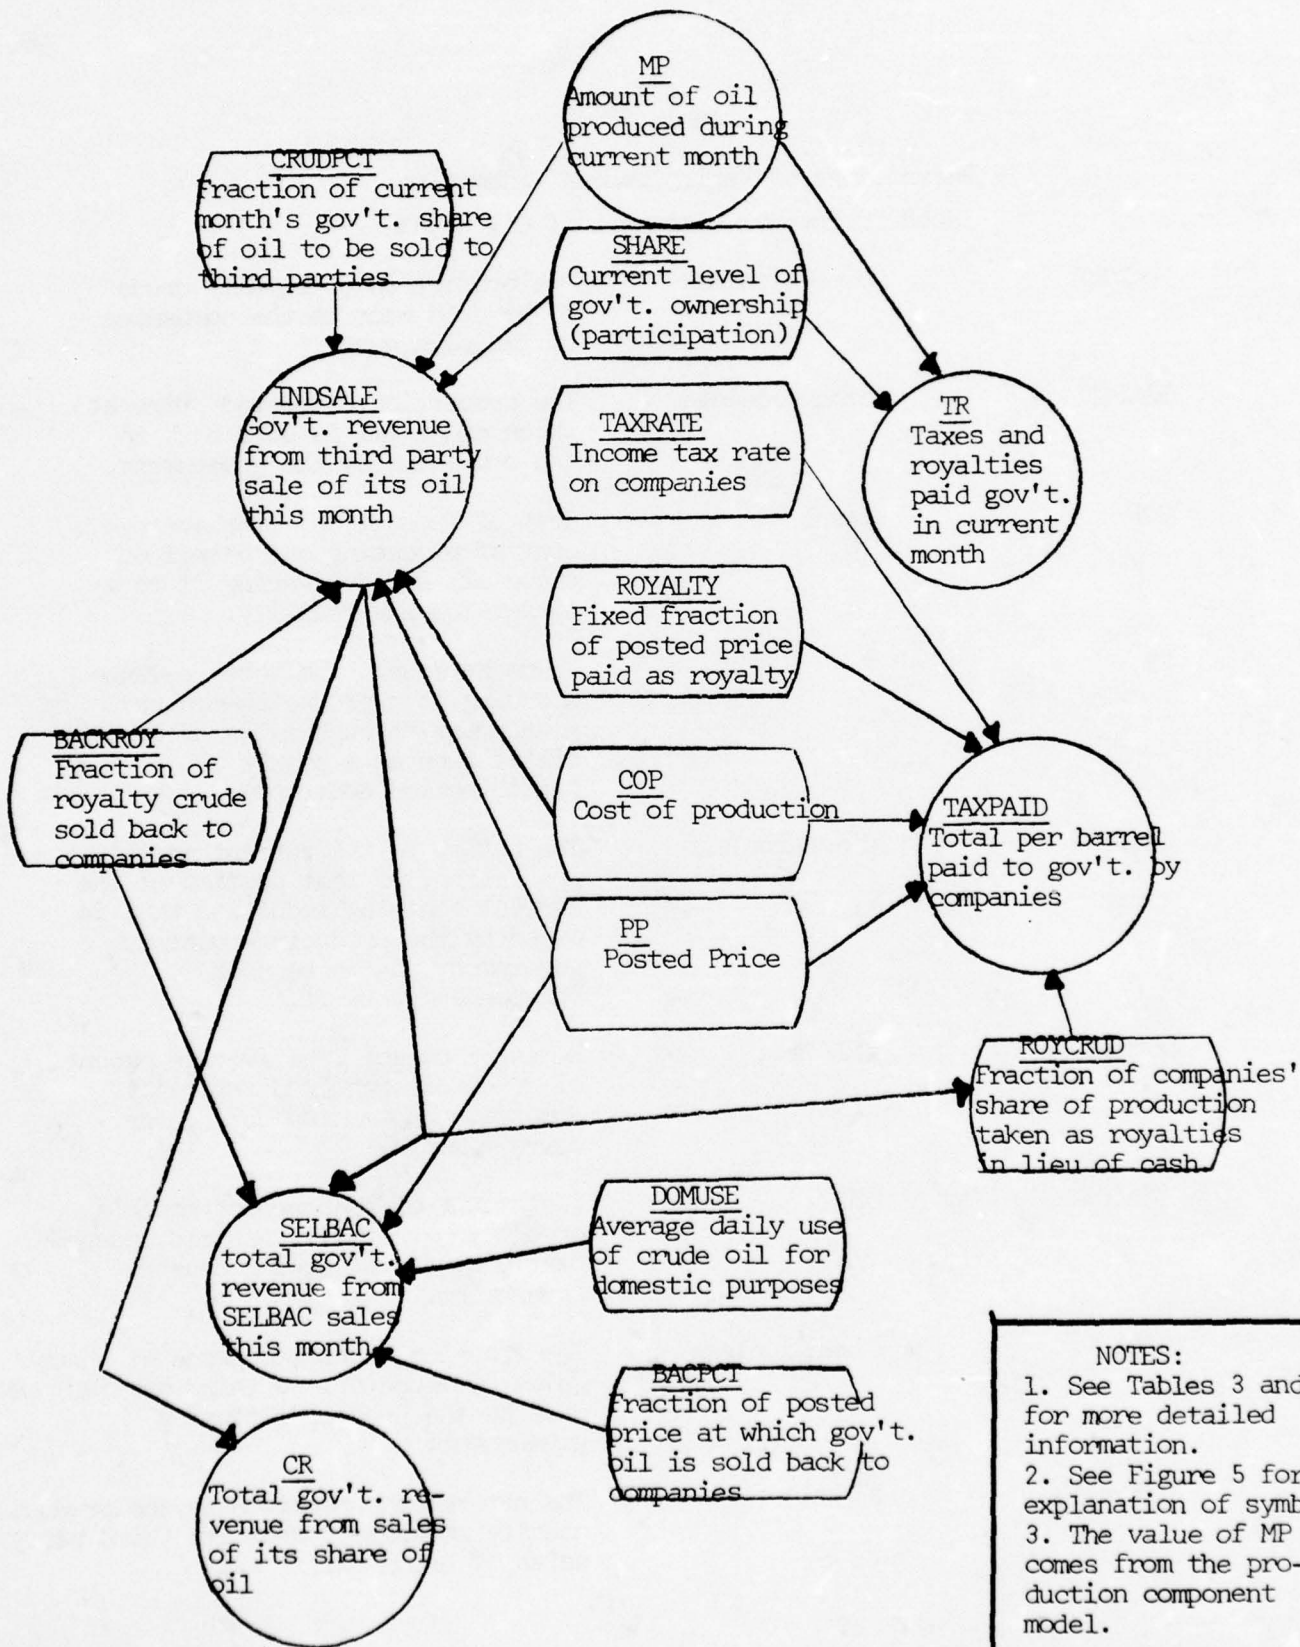 MP
Amount of oil
produced during
current month
CRUDPCT
Fraction of current
month's gov't. share
of oil to be sold to
third parties
SHARE
Current level of
gov't. ownership
(participation)
INDSALE
Gov't. revenue
from third party
sale of its oil
this month
TAXRATE
Income tax rate
on companies
TR
Taxes and
royalties
paid gov't.
in current
month
ROYALTY
Fixed fraction
of posted price
paid as royalty
BACKROY
Fraction of
royalty crude
sold back to
companies
COP
Cost of production
TAXPAID
Total per barrel
paid to gov't. by
companies
PP
Posted Price
ROYCRUD
Fraction of companies'
share of production
taken as royalties
in lieu of cash
SELBAC
total gov't.
revenue from
SELBAC sales
this month
DOMUSE
Average daily use
of crude oil for
domestic purposes
BACPCT
Fraction of posted
price at which gov't.
oil is sold back to
companies
CR
Total gov't. re-
venue from sales
of its share of
oil
NOTES:
1. See Tables 3 and
for more detailed
information.
2. See Figure 5 for
explanation of symb
3. The value of MP
comes from the pro-
duction component
model.